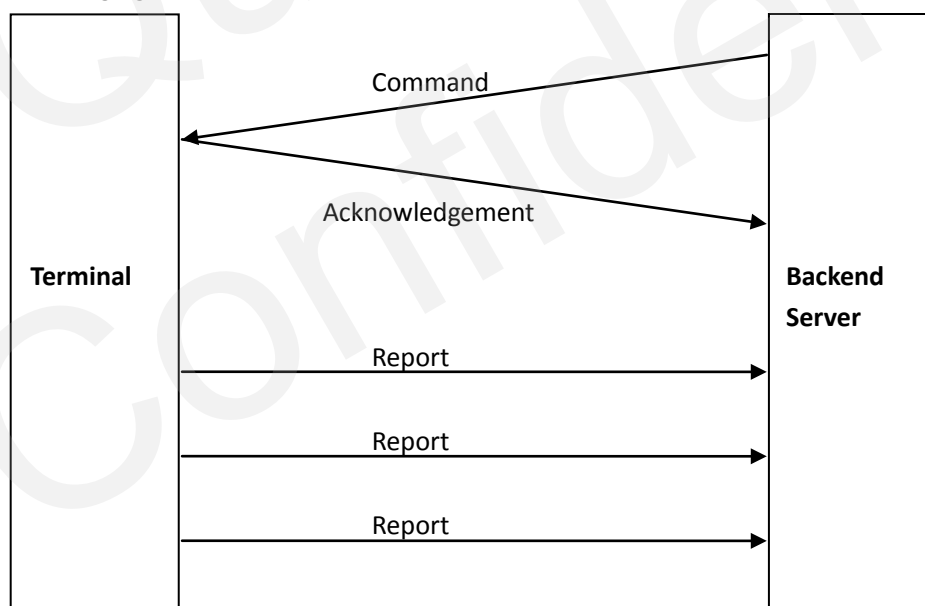 Command
Acknowledgement
Terminal
Backend
Server
Report
Report
Report